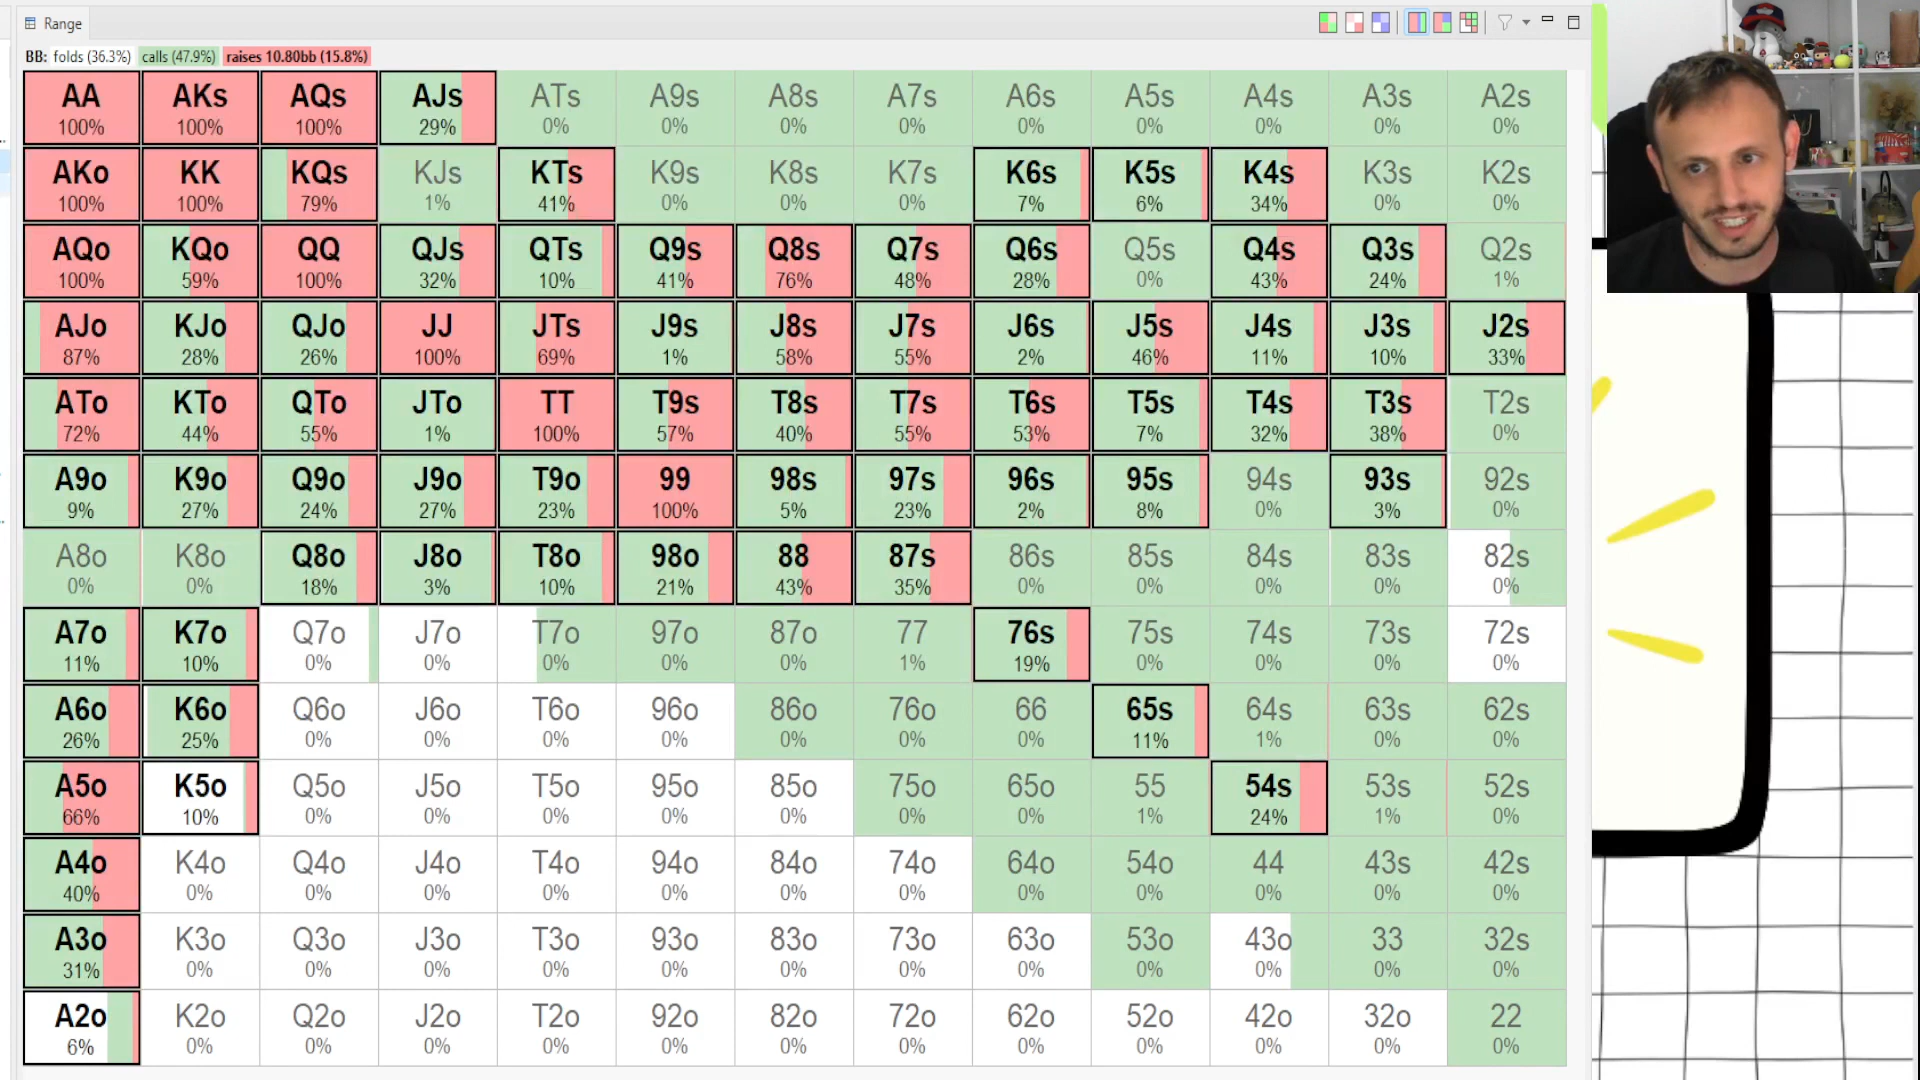 Range
BB: folds (36.3%) calls (47.9%) raises 10.80bb (15.8%)
AA AKs AQs AJs ATs A9s A8s A7s A6s A5s A4s A3s A2s
100% 100% 100% 29% 0% 0% 0% 0% 0% 0% 0% 0% 0%
AKo KK KQs KJs KTs K9s K8s K7s K6s K5s K4s K3s K2s
100% 100% 79% 1% 41% 0% 0% 0% 7% 6% 34% 0% 0%
AQo KQo QQ QJs QTs Q9s Q8s Q7s Q6s Q5s Q4s Q3s Q2s
100% 59% 100% 32% 10% 41% 76% 48% 28% 0% 43% 24% 1%
AJo KJo QJo JJ JTs J9s J8s J7s J6s J5s J4s J3s J2s
87% 28% 26% 100% 69% 1% 58% 55% 2% 46% 11% 10% 33%
ATo KTo QTo JTo TT T9s T8s T7s T6s T5s T4s T3s T2s
72% 44% 55% 1% 100% 57% 40% 55% 53% 7% 32% 38% 0%
A9o K9o Q9o J9o T9o 99 98s 97s 96s 95s 94s 93s 92s
9% 27% 24% 27% 23% 100% 5% 23% 2% 8% 0% 3% 0%
A8o K8o Q8o J8o T8o 98o 88 87s 86s 85s 84s 83s 82s
0% 0% 18% 3% 10% 21% 43% 35% 0% 0% 0% 0% 0%
A7o K7o Q7o J7o T7o 97o 87o 77 76s 75s 74s 73s 72s
11% 10% 0% 0% 0% 0% 0% 1% 19% 0% 0% 0% 0%
A6o K6o Q6o J6o T6o 96o 86o 76o 66 65s 64s 63s 62s
26% 25% 0% 0% 0% 0% 0% 0% 0% 11% 1% 0% 0%
A5o K5o Q5o J5o T5o 95o 85o 75o 65o 55 54s 53s 52s
66% 10% 0% 0% 0% 0% 0% 0% 0% 1% 24% 1% 0%
A4o K4o Q4o J4o T4o 94o 84o 74o 64o 54o 44 43s 42s
40% 0% 0% 0% 0% 0% 0% 0% 0% 0% 0% 0% 0%
A3o K3o Q3o J3o T3o 93o 83o 73o 63o 53o 43o 33 32s
31% 0% 0% 0% 0% 0% 0% 0% 0% 0% 0% 0% 0%
A2o K2o Q2o J2o T2o 92o 82o 72o 62o 52o 42o 32o 22
6% 0% 0% 0% 0% 0% 0% 0% 0% 0% 0% 0% 0%